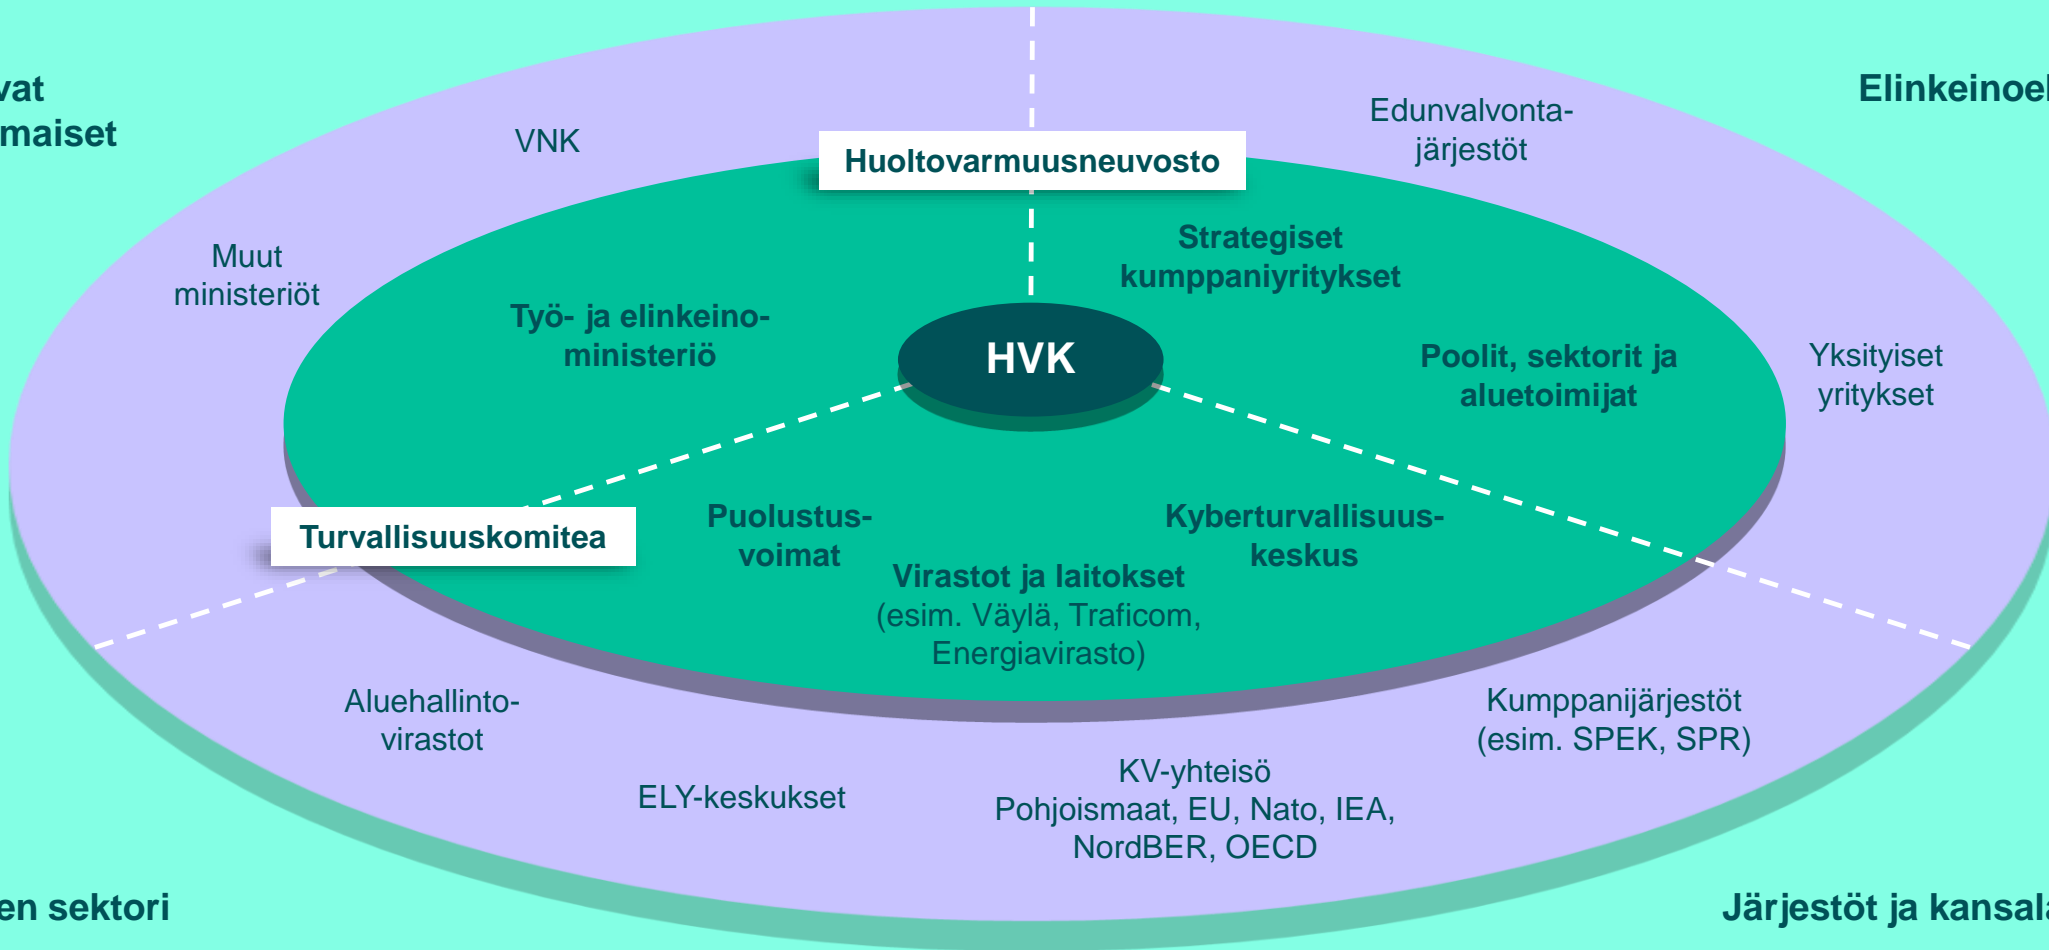 vat
maiset
Elinkeinoel
VNK
Edunvalvonta-
järjestöt
Huoltovarmuusneuvosto
Muut
ministeriöt
Strategiset
kumppaniyritykset
Työ- ja elinkeino-
ministeriö
HVK
Poolit, sektorit ja
aluetoimijat
Yksityiset
yritykset
Turvallisuuskomitea
Puolustus-
voimat
Kyberturvallisuus-
keskus
Virastot ja laitokset
(esim. Väylä, Traficom,
Energiavirasto)
Aluehallinto-
virastot
Kumppanijärjestöt
(esim. SPEK, SPR)
ELY-keskukset
KV-yhteisö
Pohjoismaat, EU, Nato, IEA,
NordBER, OECD
en sektori
Järjestöt ja kansala